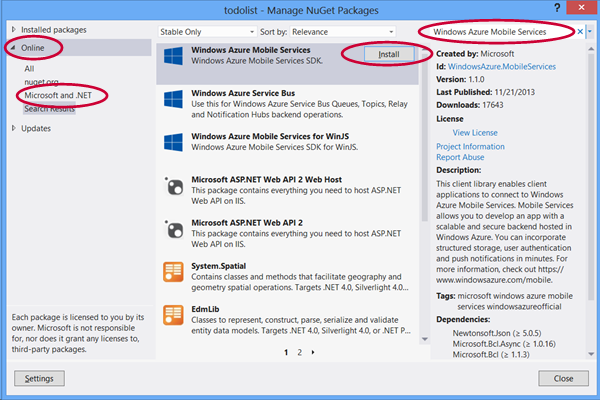 todolist - Manage NuGet Packages
Installed packages
Online
All
nuget.org
Microsoft and .NET
Search Results
Updates
Each package is licensed to you by its
owner. Microsoft is not responsible
for, nor does it grant any licenses to,
third-party packages.
Settings
Stable Only
Sort by: Relevance
Windows Azure Mobile Services
Install
Windows Azure Mobile Services SDK.
Windows Azure Service Bus
Use this for Windows Azure Service Bus Queues, Topics, Relay
and Notification Hubs backend operations.
Windows Azure Mobile Services for WinJS
Windows Azure Mobile Services SDK for WinJS.
Microsoft ASP.NET Web API 2 Web Host
This package contains everything you need to host ASP.NET
Web API on IIS.
Microsoft ASP.NET Web API 2
This package contains everything you need to host ASP.NET
Web API on IIS.
System.Spatial
Contains classes and methods that facilitate geography and
geometry spatial operations. Targets .NET 4.0, Silverlight 4.0...
EdmLib
Classes to represent, construct, parse, serialize and validate
entity data models. Targets .NET 4.0, Silverlight 4.0, or .NET P...
1 2
Windows Azure Mobile Services
Created by: Microsoft
Id: WindowsAzure.MobileServices
Version: 1.1.0
Last Published: 11/21/2013
Downloads: 17643
License
View License
Project Information
Report Abuse
Description:
This client library enables client
applications to connect to Windows
Azure Mobile Services. Mobile Services
allows you to develop an app with a
scalable and secure backend hosted in
Windows Azure. You can incorporate
structured storage, user authentication
and push notifications in minutes. For
more information, check out https://
www.windowsazure.com/mobile.
Tags: microsoft windows azure mobile
services windowsazureofficial
Dependencies:
Newtonsoft.Json (≥ 5.0.5)
Microsoft.Bcl.Async (≥ 1.0.16)
Microsoft.Bcl (≥ 1.1.3)
Close